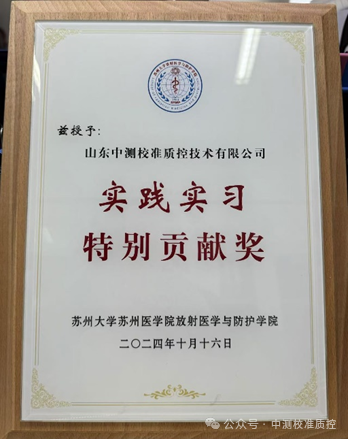 兹授予：
山东中测校准质控技术有限公司
实践实习
特别贡献奖
苏州大学苏州医学院放射医学与防护学院
二〇二四年十月十六日
公众号 · 中测校准质控